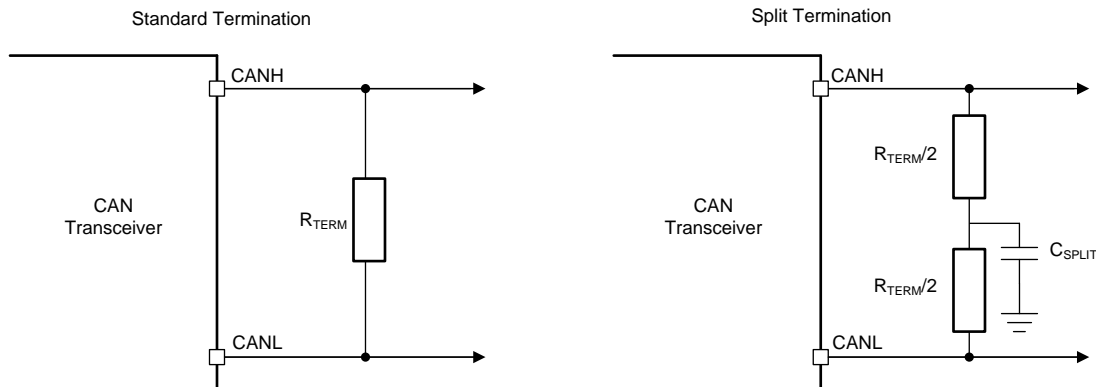 Standard Termination
CANH
CAN
Transceiver
R_TERM
CANL
Split Termination
CANH
R_TERM/2
CAN
Transceiver
C_SPLIT
R_TERM/2
CANL